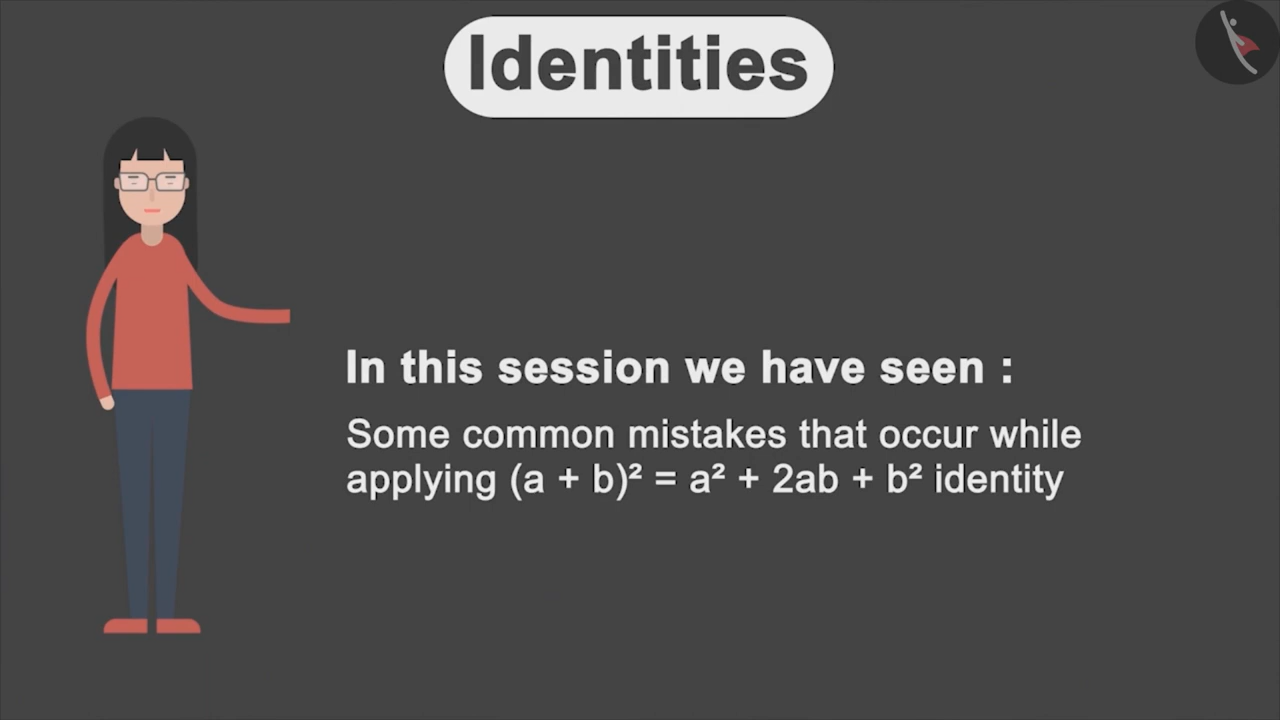 Identities
In this session we have seen :
Some common mistakes that occur while
applying (a + b)² = a² + 2ab + b² identity